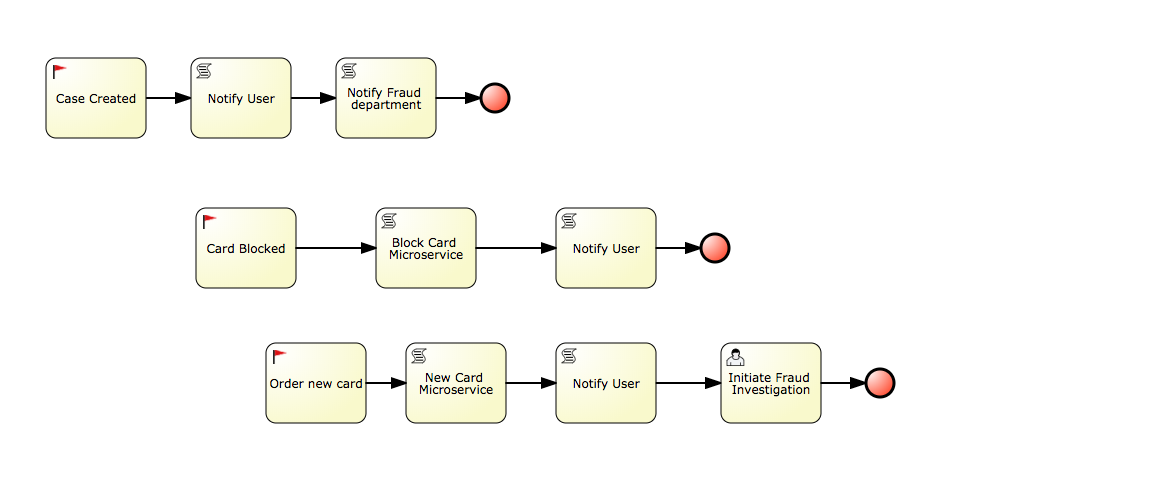 Case Created
Notify User
Notify Fraud
department
Card Blocked
Block Card
Microservice
Notify User
Order new card
New Card
Microservice
Notify User
Initiate Fraud
Investigation